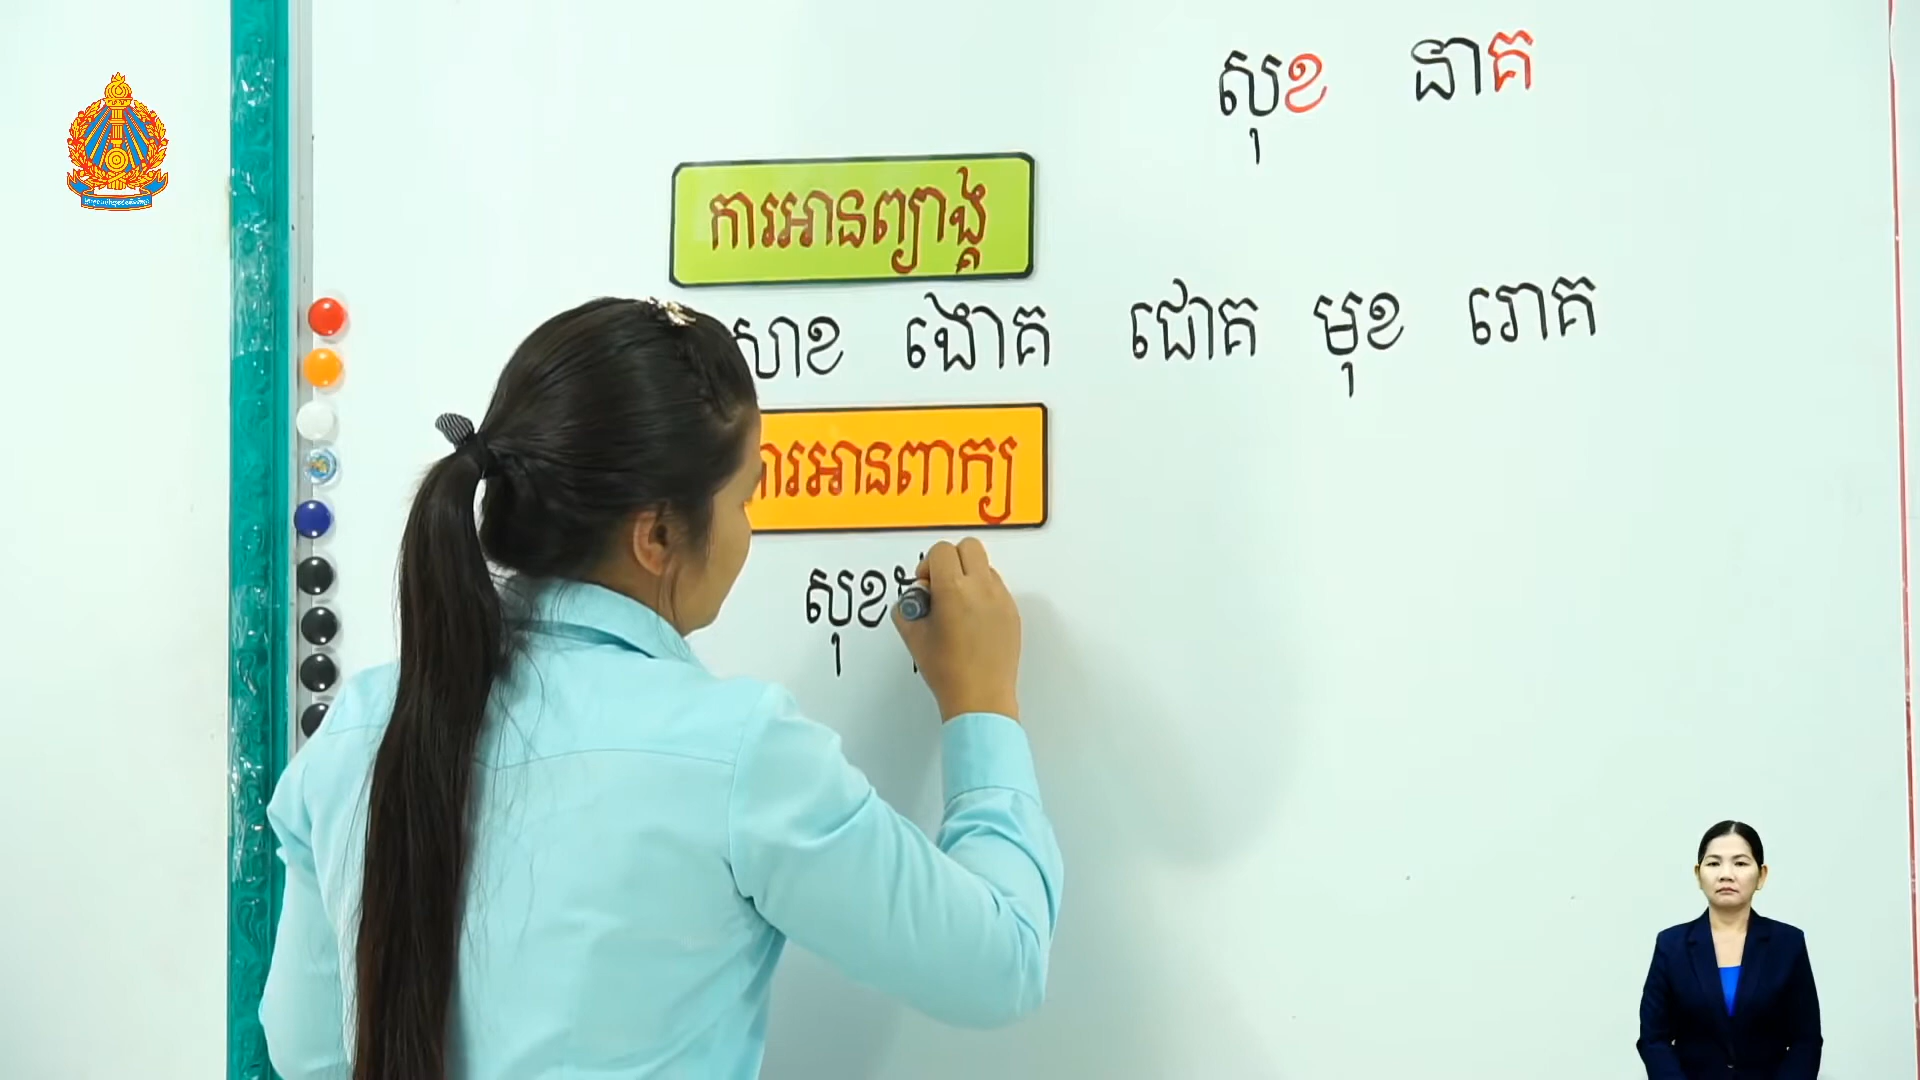 សុខ នាគ
ការអានព្យាង្គ
សាខ ងោគ ជោគ មុខ រោគ
ការអានពាក្យ
សុខ